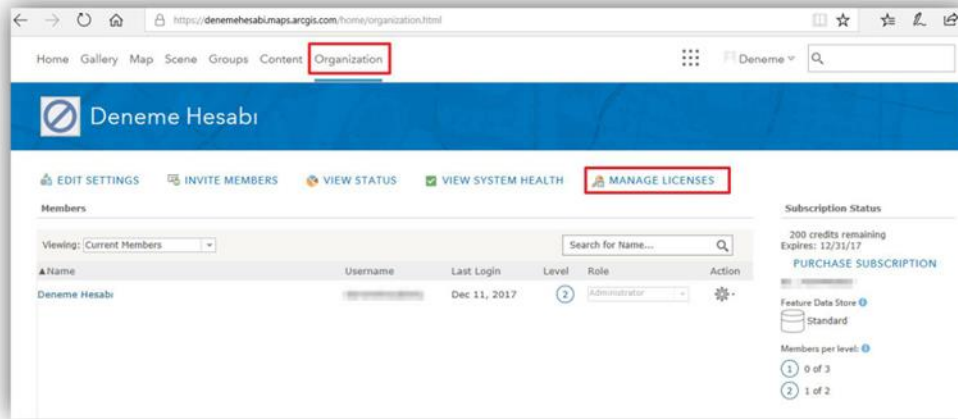 https://denemehesabi.maps.arcgis.com/home/organization.html
Home Gallery Map Scene Groups Content Organization Deneme
Deneme Hesabı
EDIT SETTINGS INVITE MEMBERS VIEW STATUS VIEW SYSTEM HEALTH MANAGE LICENSES
Members
Viewing: Current Members Search for Name...
▲Name Username Last Login Level Role Action
Deneme Hesabı Dec 11, 2017 2 Administrator
Subscription Status
200 credits remaining
Expires: 12/31/17
PURCHASE SUBSCRIPTION
Feature Data Store
Standard
Members per level:
1 0 of 3
2 1 of 2